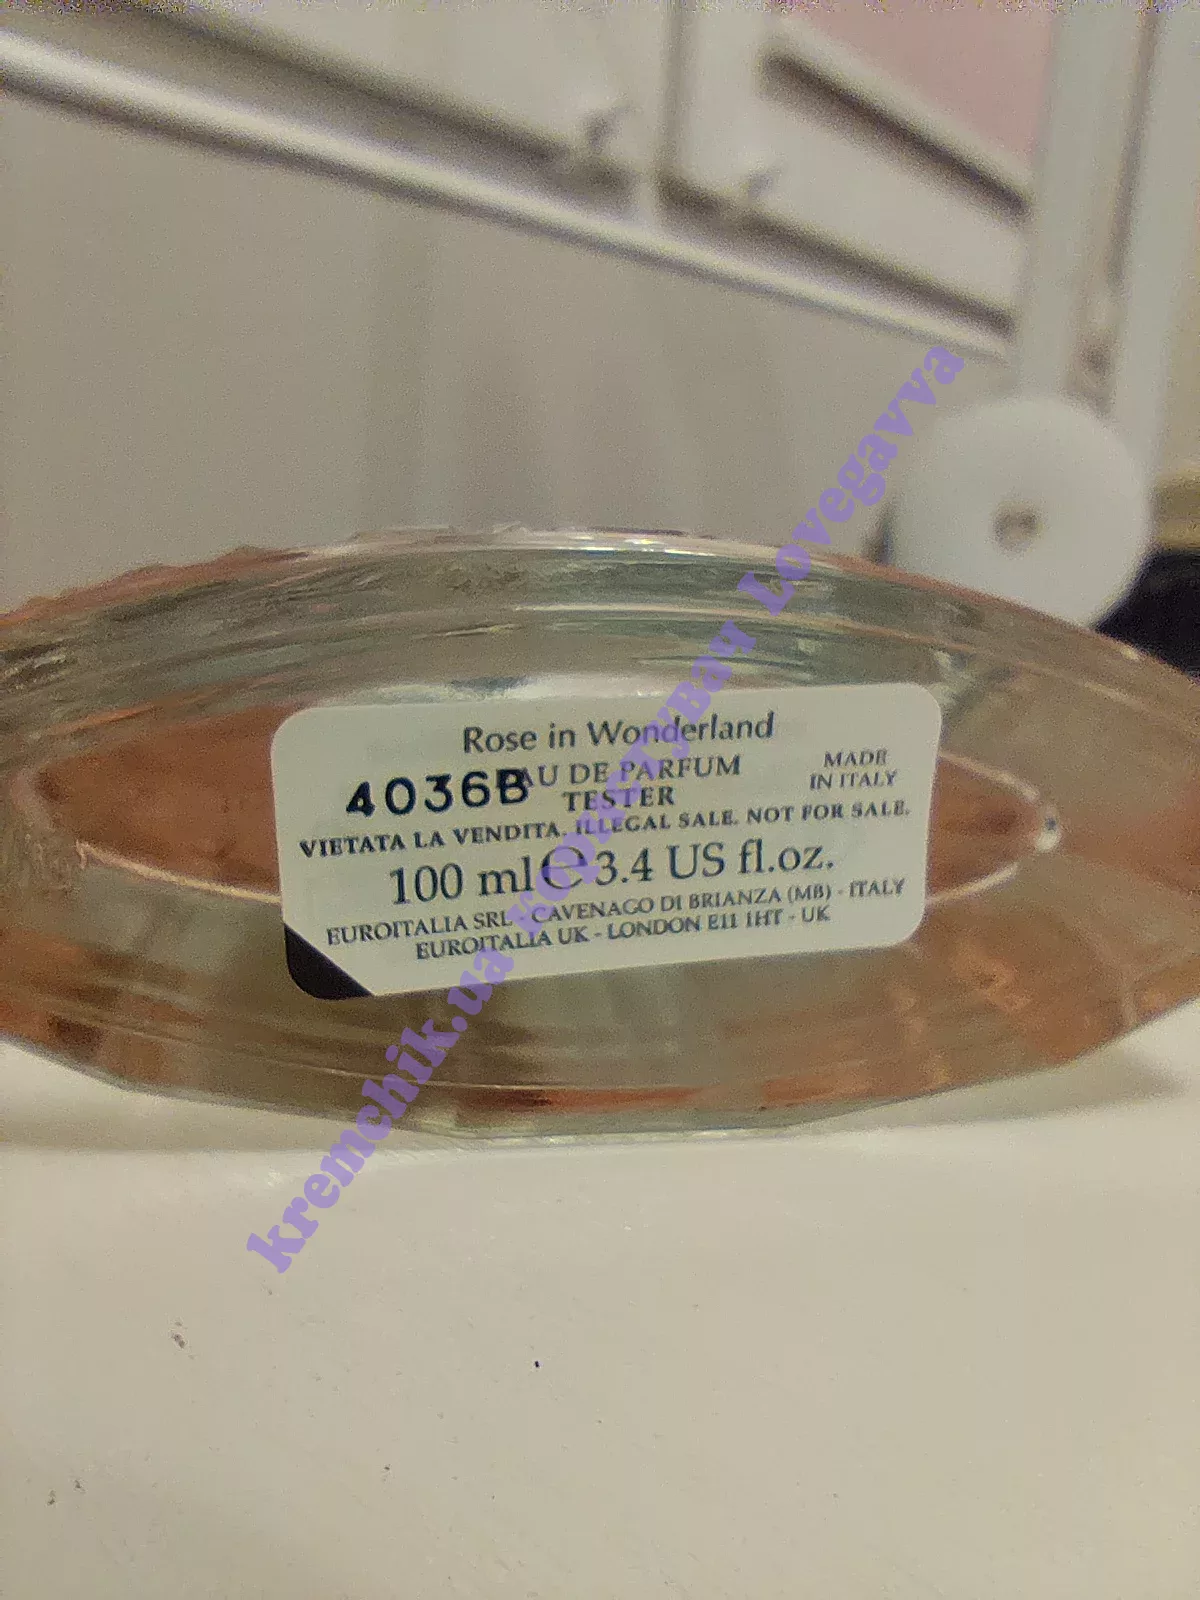 Rose in Wonderland
4036B AU DE PARFUM
TESTER
MADE
IN ITALY
VIETATA LA VENDITA. ILLEGAL SALE. NOT FOR SALE.
100 ml ℮ 3.4 US fl.oz.
EUROITALIA SRL - CAVENAGO DI BRIANZA (MB) - ITALY
EUROITALIA UK - LONDON E11 1HT - UK
kremchik.ua користувач Lovegavva